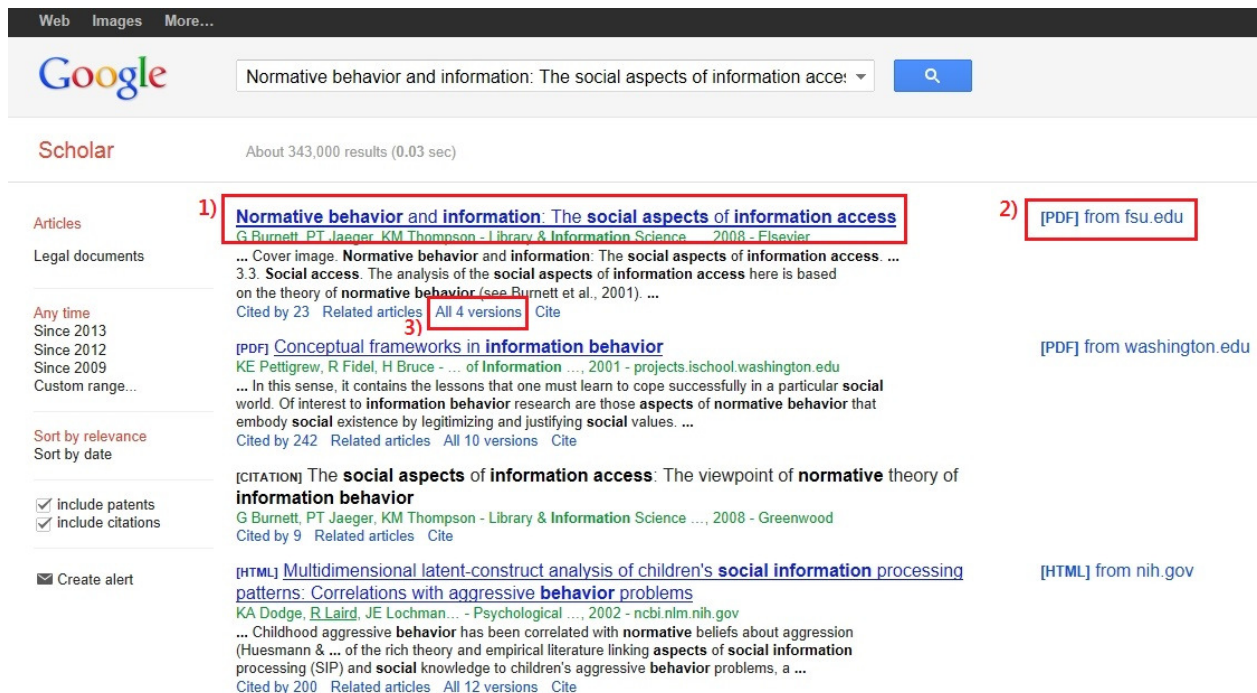 Web Images More...
Google
Normative behavior and information: The social aspects of information acces
Scholar
About 343,000 results (0.03 sec)
Articles
Legal documents
Any time
Since 2013
Since 2012
Since 2009
Custom range...
Sort by relevance
Sort by date
include patents
include citations
Create alert
1)
Normative behavior and information: The social aspects of information access
G Burnett, PT Jaeger, KM Thompson - Library & Information Science ..., 2008 - Elsevier
... Cover image. Normative behavior and information: The social aspects of information access. ...
3.3. Social access. The analysis of the social aspects of information access here is based
on the theory of normative behavior (see Burnett et al., 2001). ...
Cited by 23 Related articles All 4 versions Cite
3)
2)
[PDF] from fsu.edu
[PDF] Conceptual frameworks in information behavior
KE Pettigrew, R Fidel, H Bruce - ... of Information ..., 2001 - projects.ischool.washington.edu
... In this sense, it contains the lessons that one must learn to cope successfully in a particular social
world. Of interest to information behavior research are those aspects of normative behavior that
embody social existence by legitimizing and justifying social values. ...
Cited by 242 Related articles All 10 versions Cite
[PDF] from washington.edu
[CITATION] The social aspects of information access: The viewpoint of normative theory of
information behavior
G Burnett, PT Jaeger, KM Thompson - Library & Information Science ..., 2008 - Greenwood
Cited by 9 Related articles Cite
[HTML] Multidimensional latent-construct analysis of children's social information processing
patterns: Correlations with aggressive behavior problems
KA Dodge, R Laird, JE Lochman... - Psychological ..., 2002 - ncbi.nlm.nih.gov
... Childhood aggressive behavior has been correlated with normative beliefs about aggression
(Huesmann & ... of the rich theory and empirical literature linking aspects of social information
processing (SIP) and social knowledge to children's aggressive behavior problems, a ...
Cited by 200 Related articles All 12 versions Cite
[HTML] from nih.gov